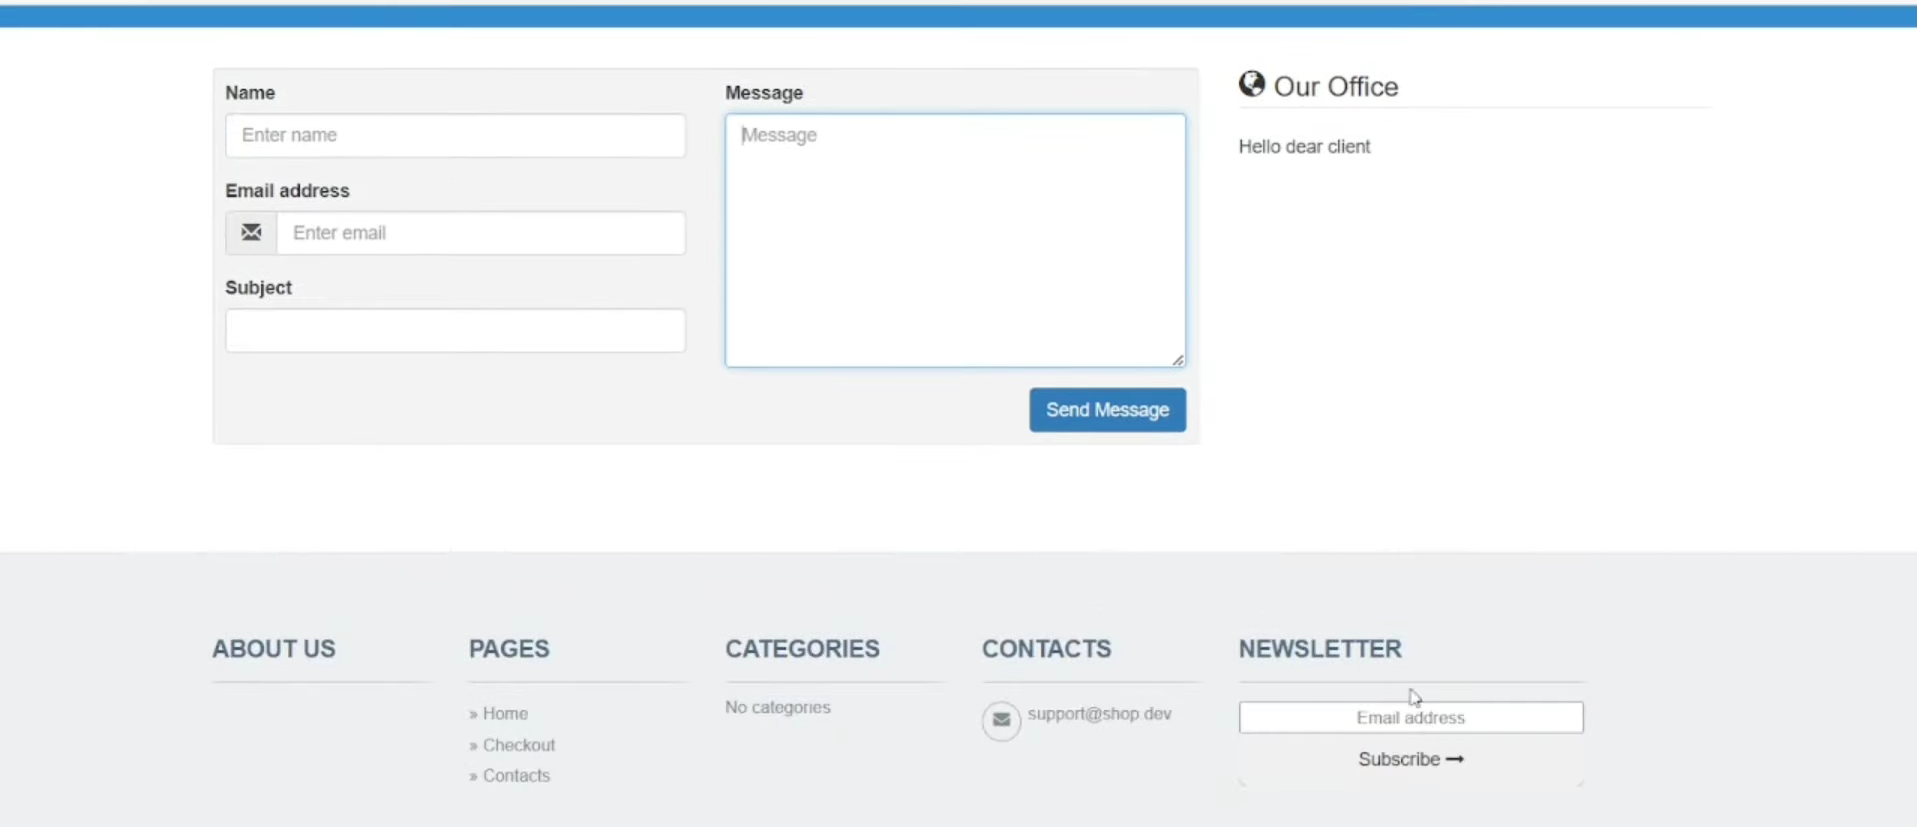 Name
Enter name
Email address
Enter email
Subject
Message
Message
Send Message
Our Office
Hello dear client
ABOUT US
PAGES
» Home
» Checkout
» Contacts
CATEGORIES
No categories
CONTACTS
support@shop.dev
NEWSLETTER
Email address
Subscribe ➞